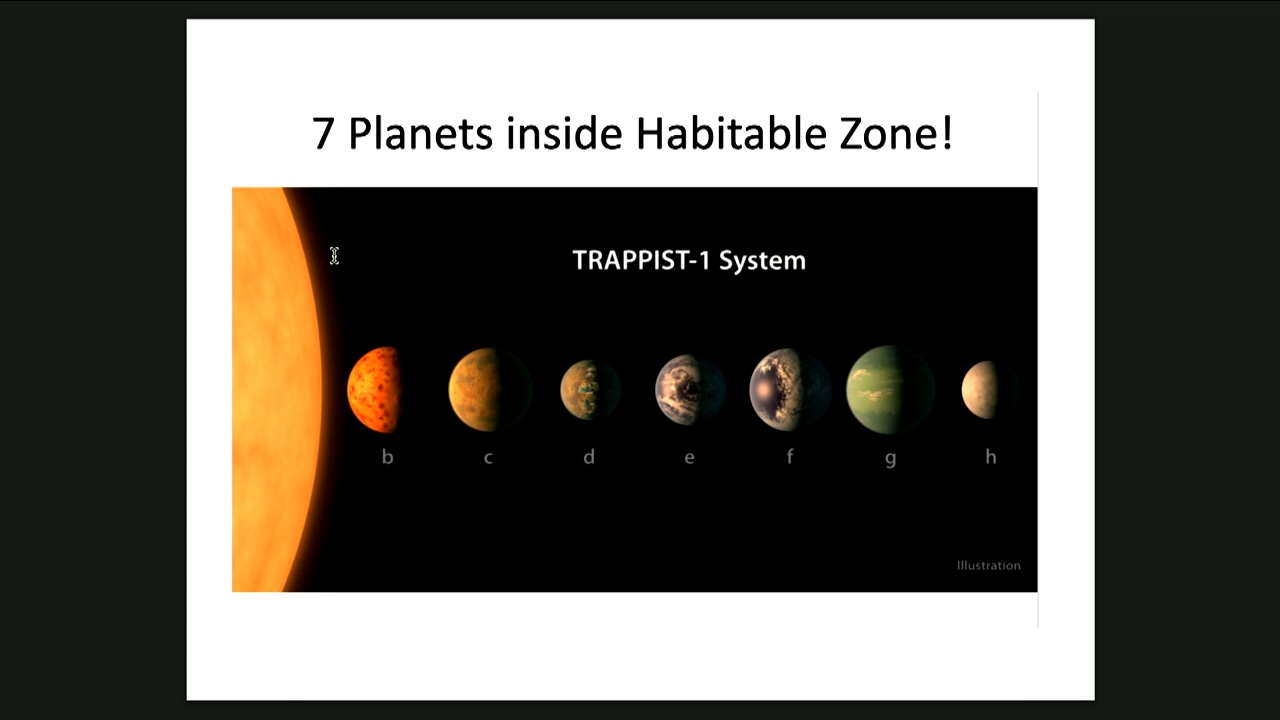 7 Planets inside Habitable Zone!
TRAPPIST-1 System
b c d e f g h
Illustration